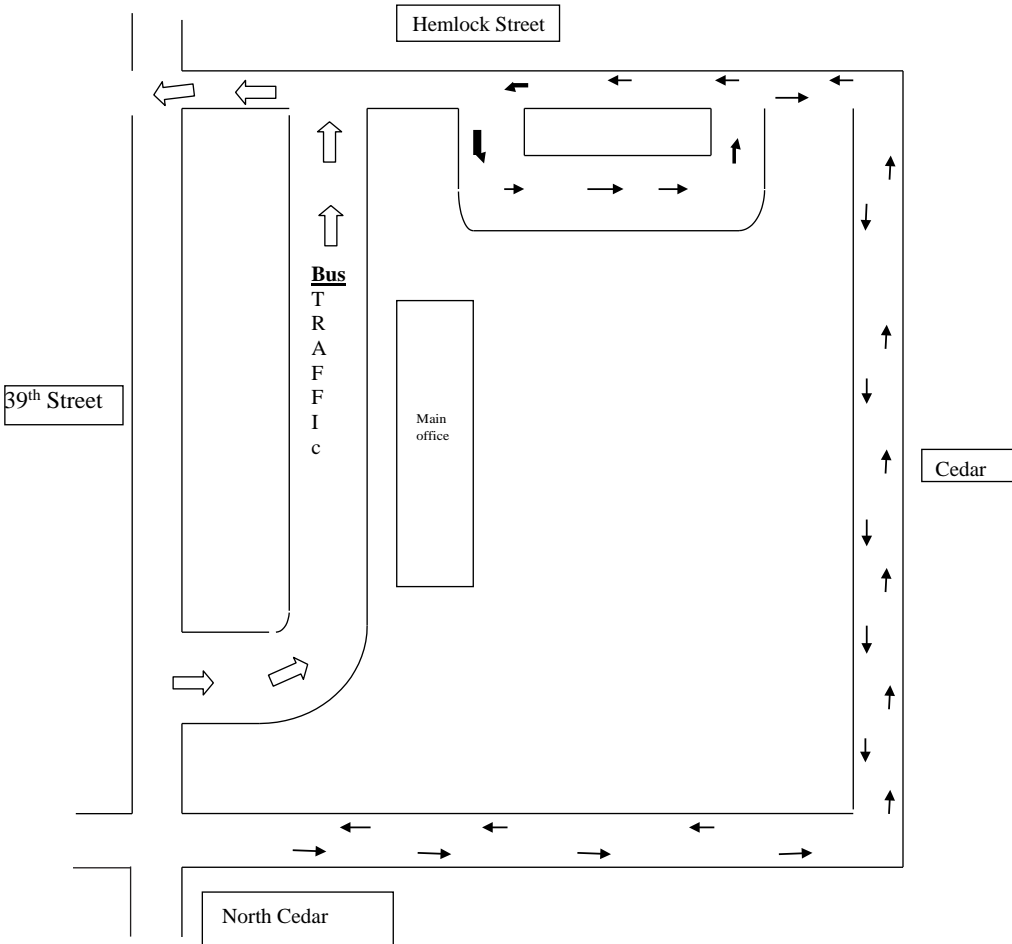 Hemlock Street
Bus
T
R
A
F
F
I
c
39th Street
Main
office
Cedar
North Cedar